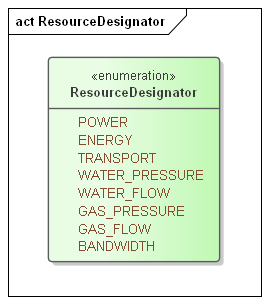 act ResourceDesignator
«enumeration»
ResourceDesignator
POWER
ENERGY
TRANSPORT
WATER_PRESSURE
WATER_FLOW
GAS_PRESSURE
GAS_FLOW
BANDWIDTH